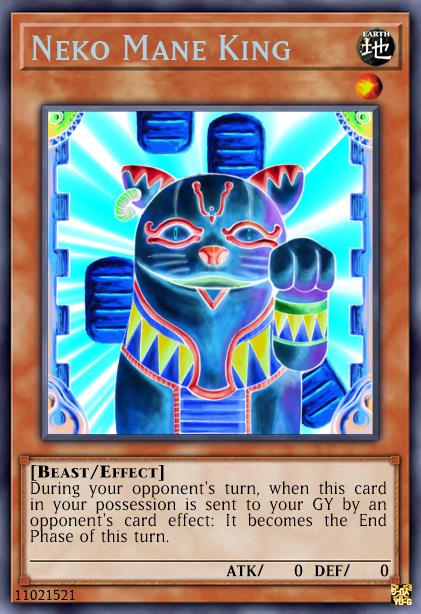 Neko Mane King
EARTH
地
[Beast/Effect]
During your opponent's turn, when this card
in your possession is sent to your GY by an
opponent's card effect: It becomes the End
Phase of this turn.
ATK/ 0 DEF/ 0
11021521